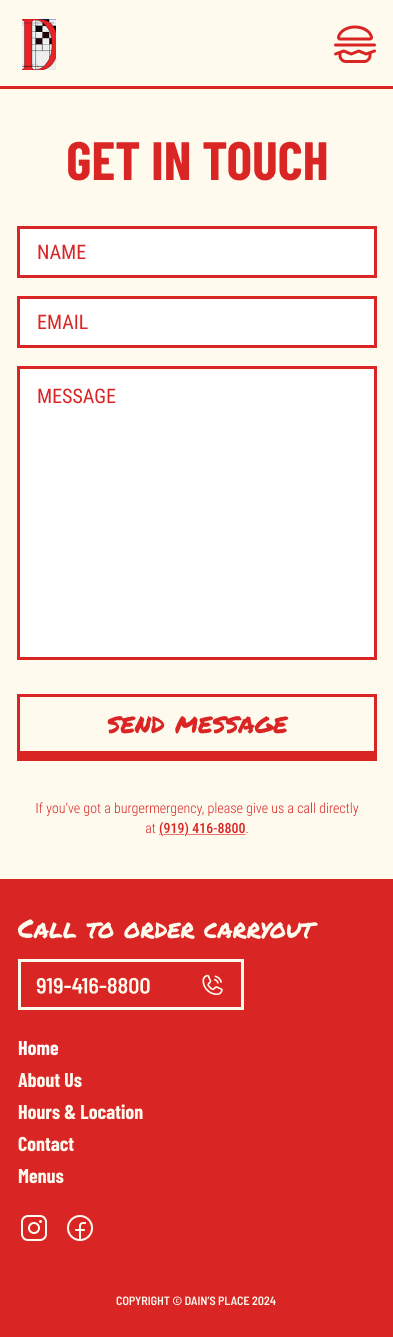 D
GET IN TOUCH
NAME
EMAIL
MESSAGE
SEND MESSAGE
If you've got a burgermergency, please give us a call directly
at (919) 416-8800.
CALL TO ORDER CARRYOUT
919-416-8800
Home
About Us
Hours & Location
Contact
Menus
COPYRIGHT © DAIN'S PLACE 2024